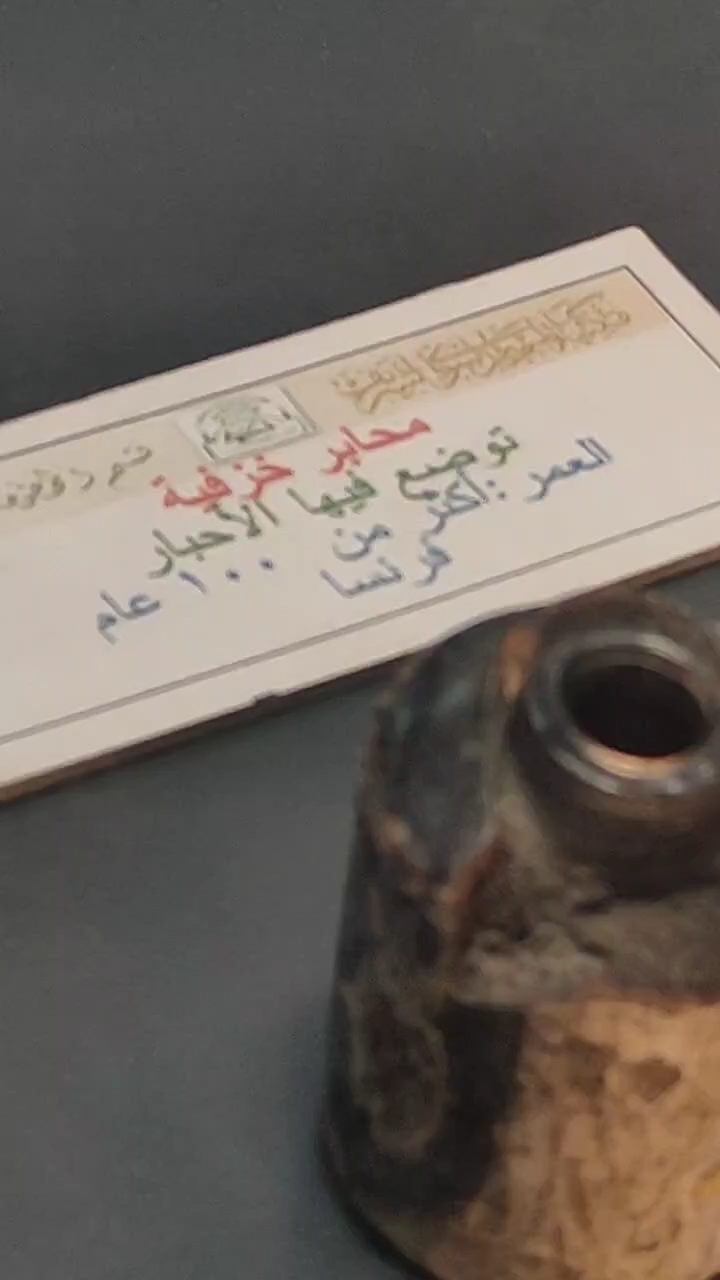 محابر خزفية
توضع فيها الأحبار
العمر : أكثر من ١٠٠ عام
فرنسا